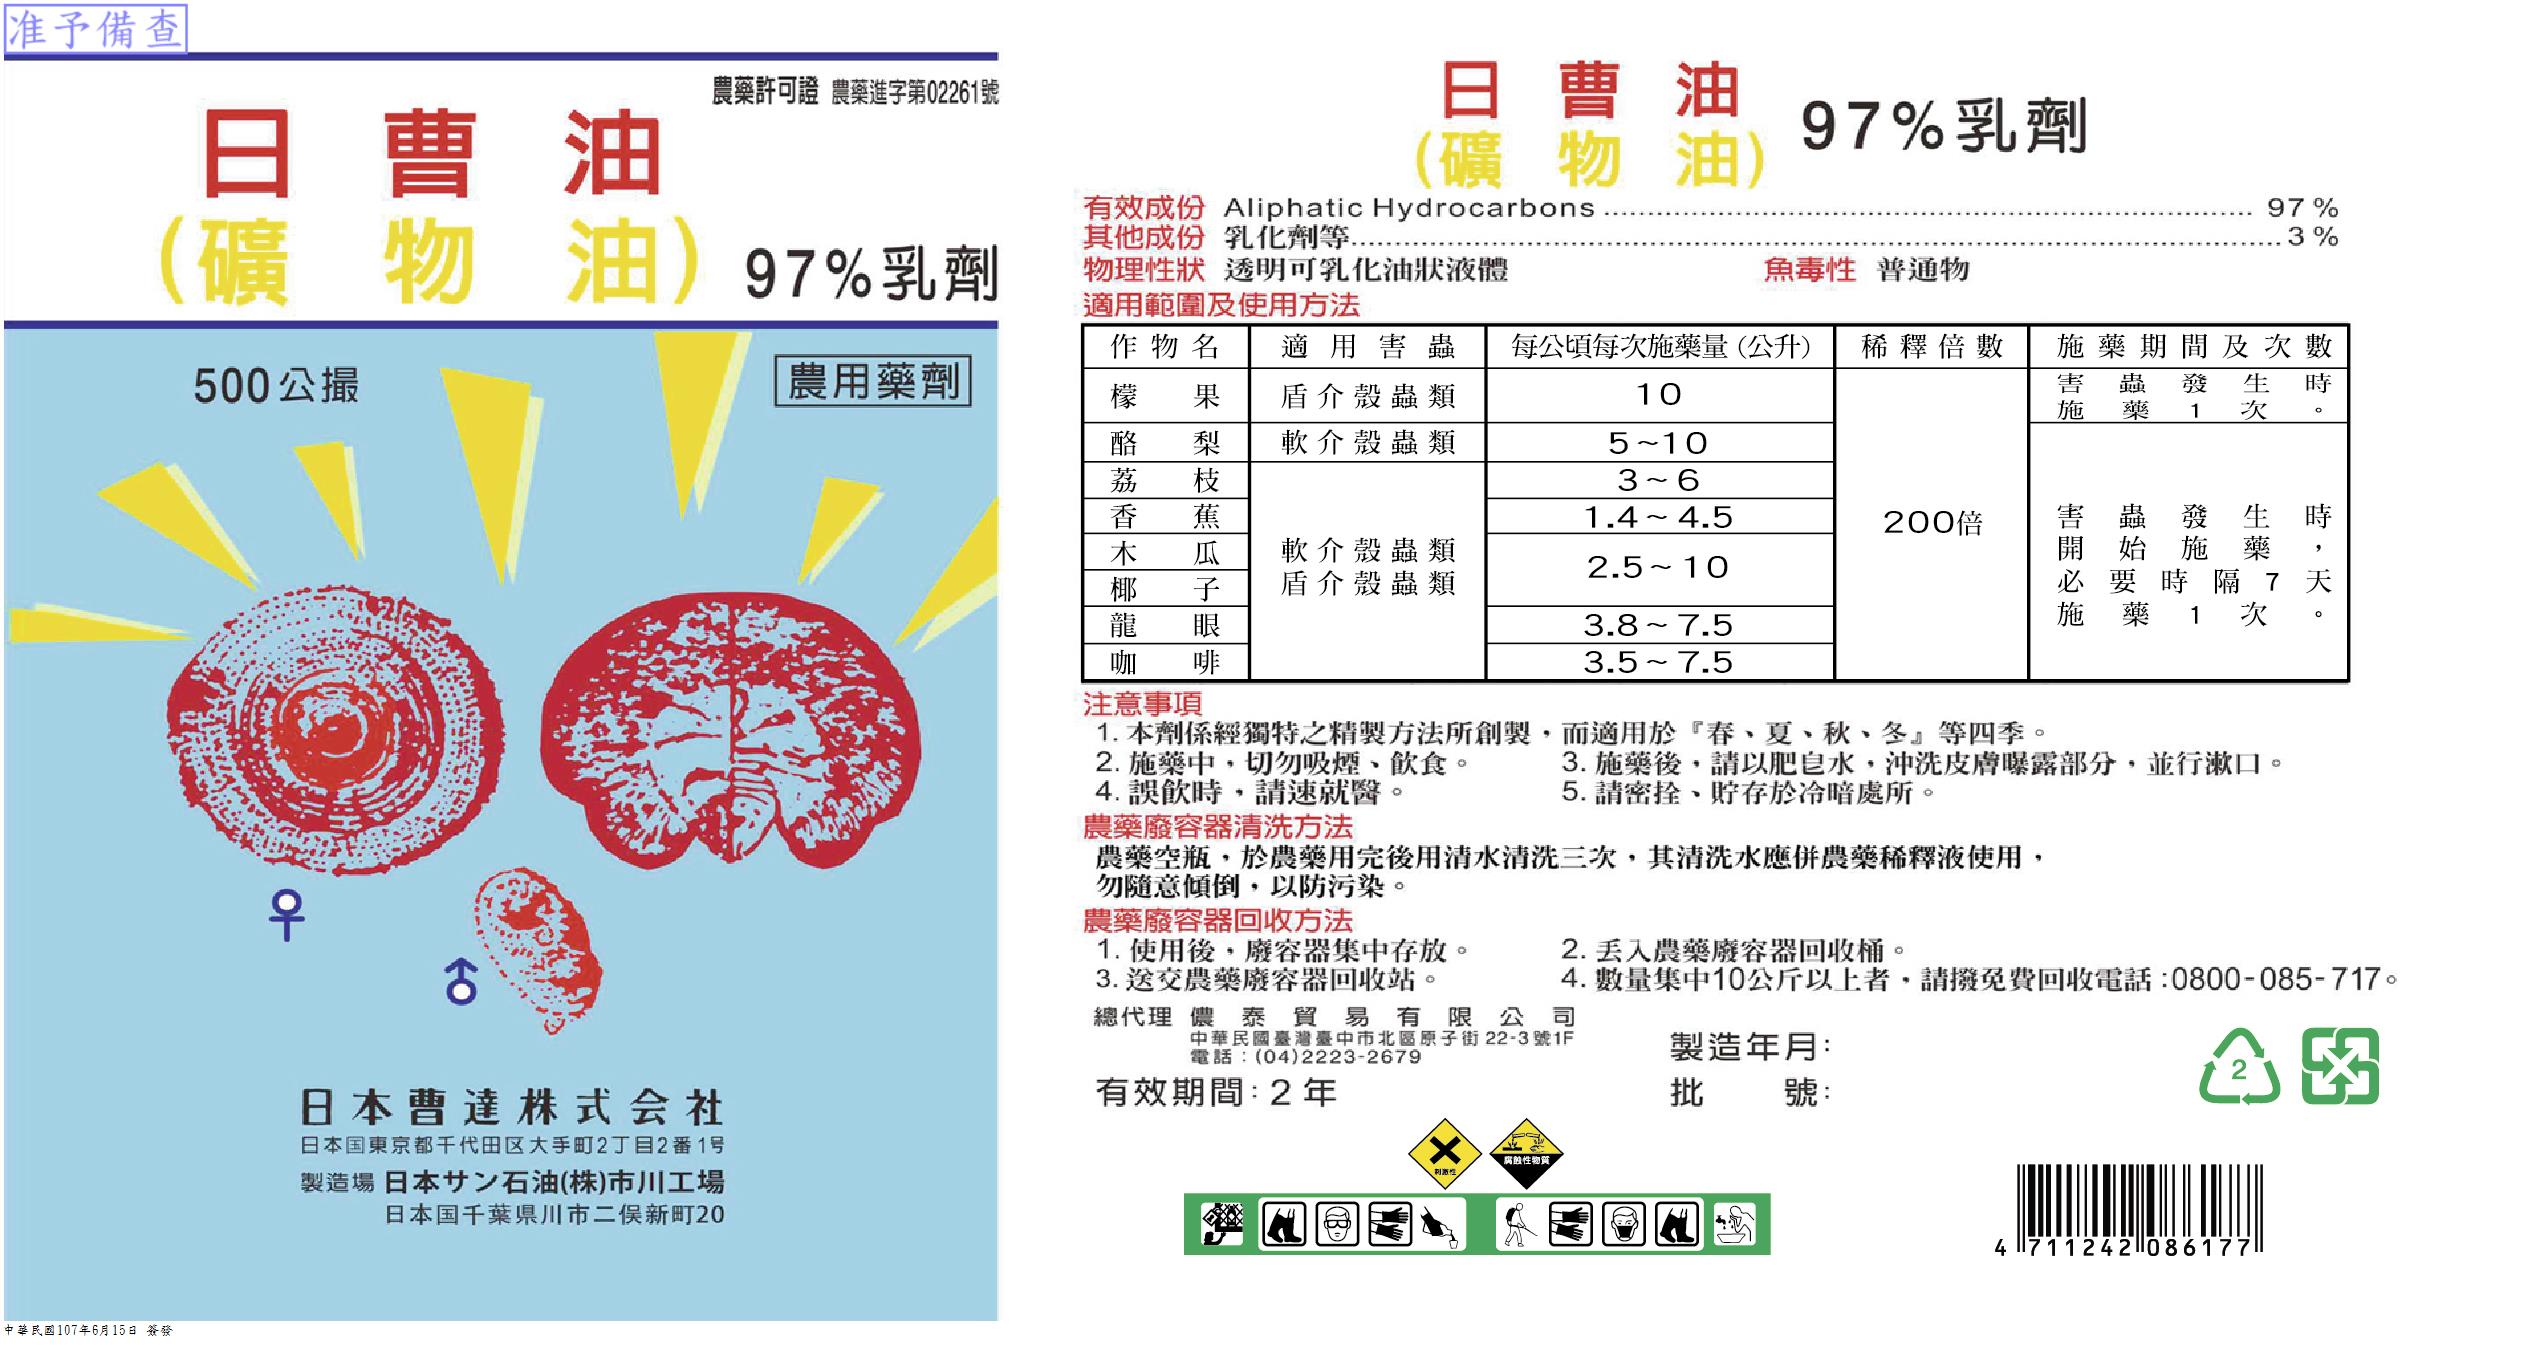 准予備查
農藥許可證 農藥進字第02261號
日曹油
(礦物油) 97%乳劑
500公撮
農用藥劑
♀
♂
日本曹達株式会社
日本国東京都千代田区大手町2丁目2番1号
製造場 日本サン石油(株)市川工場
日本国千葉県川市二俣新町20
中華民國107年6月15日 簽發
日曹油
(礦物油) 97%乳劑
有效成份 Aliphatic Hydrocarbons 97%
其他成份 乳化劑等 3%
物理性狀 透明可乳化油狀液體 魚毒性 普通物
適用範圍及使用方法
作物名 適用害蟲 每公頃每次施藥量(公升) 稀釋倍數 施藥期間及次數
檬果 盾介殼蟲類 10 200倍 害蟲發生時
施藥1次。
酪梨 軟介殼蟲類 5~10
荔枝 3~6
香蕉 1.4~4.5
木瓜 軟介殼蟲類
盾介殼蟲類 2.5~10
椰子
龍眼 3.8~7.5
咖啡 3.5~7.5
害蟲發生時
開始施藥,
必要時隔7天
施藥1次。
注意事項
1. 本劑係經獨特之精製方法所創製,而適用於『春、夏、秋、冬』等四季。
2. 施藥中,切勿吸煙、飲食。 3. 施藥後,請以肥皂水,沖洗皮膚曝露部分,並行漱口。
4. 誤飲時,請速就醫。 5. 請密拴、貯存於冷暗處所。
農藥廢容器清洗方法
農藥空瓶,於農藥用完後用清水清洗三次,其清洗水應併農藥稀釋液使用,
勿隨意傾倒,以防污染。
農藥廢容器回收方法
1. 使用後,廢容器集中存放。 2. 丟入農藥廢容器回收桶。
3. 送交農藥廢容器回收站。 4. 數量集中10公斤以上者,請撥免費回收電話:0800-085-717。
總代理 儂泰貿易有限公司
中華民國臺灣臺中市北區原子街22-3號1F
電話:(04)2223-2679
製造年月:
有效期間:2年
批號:
2
刺激性
腐蝕性物質
4 711242 086177